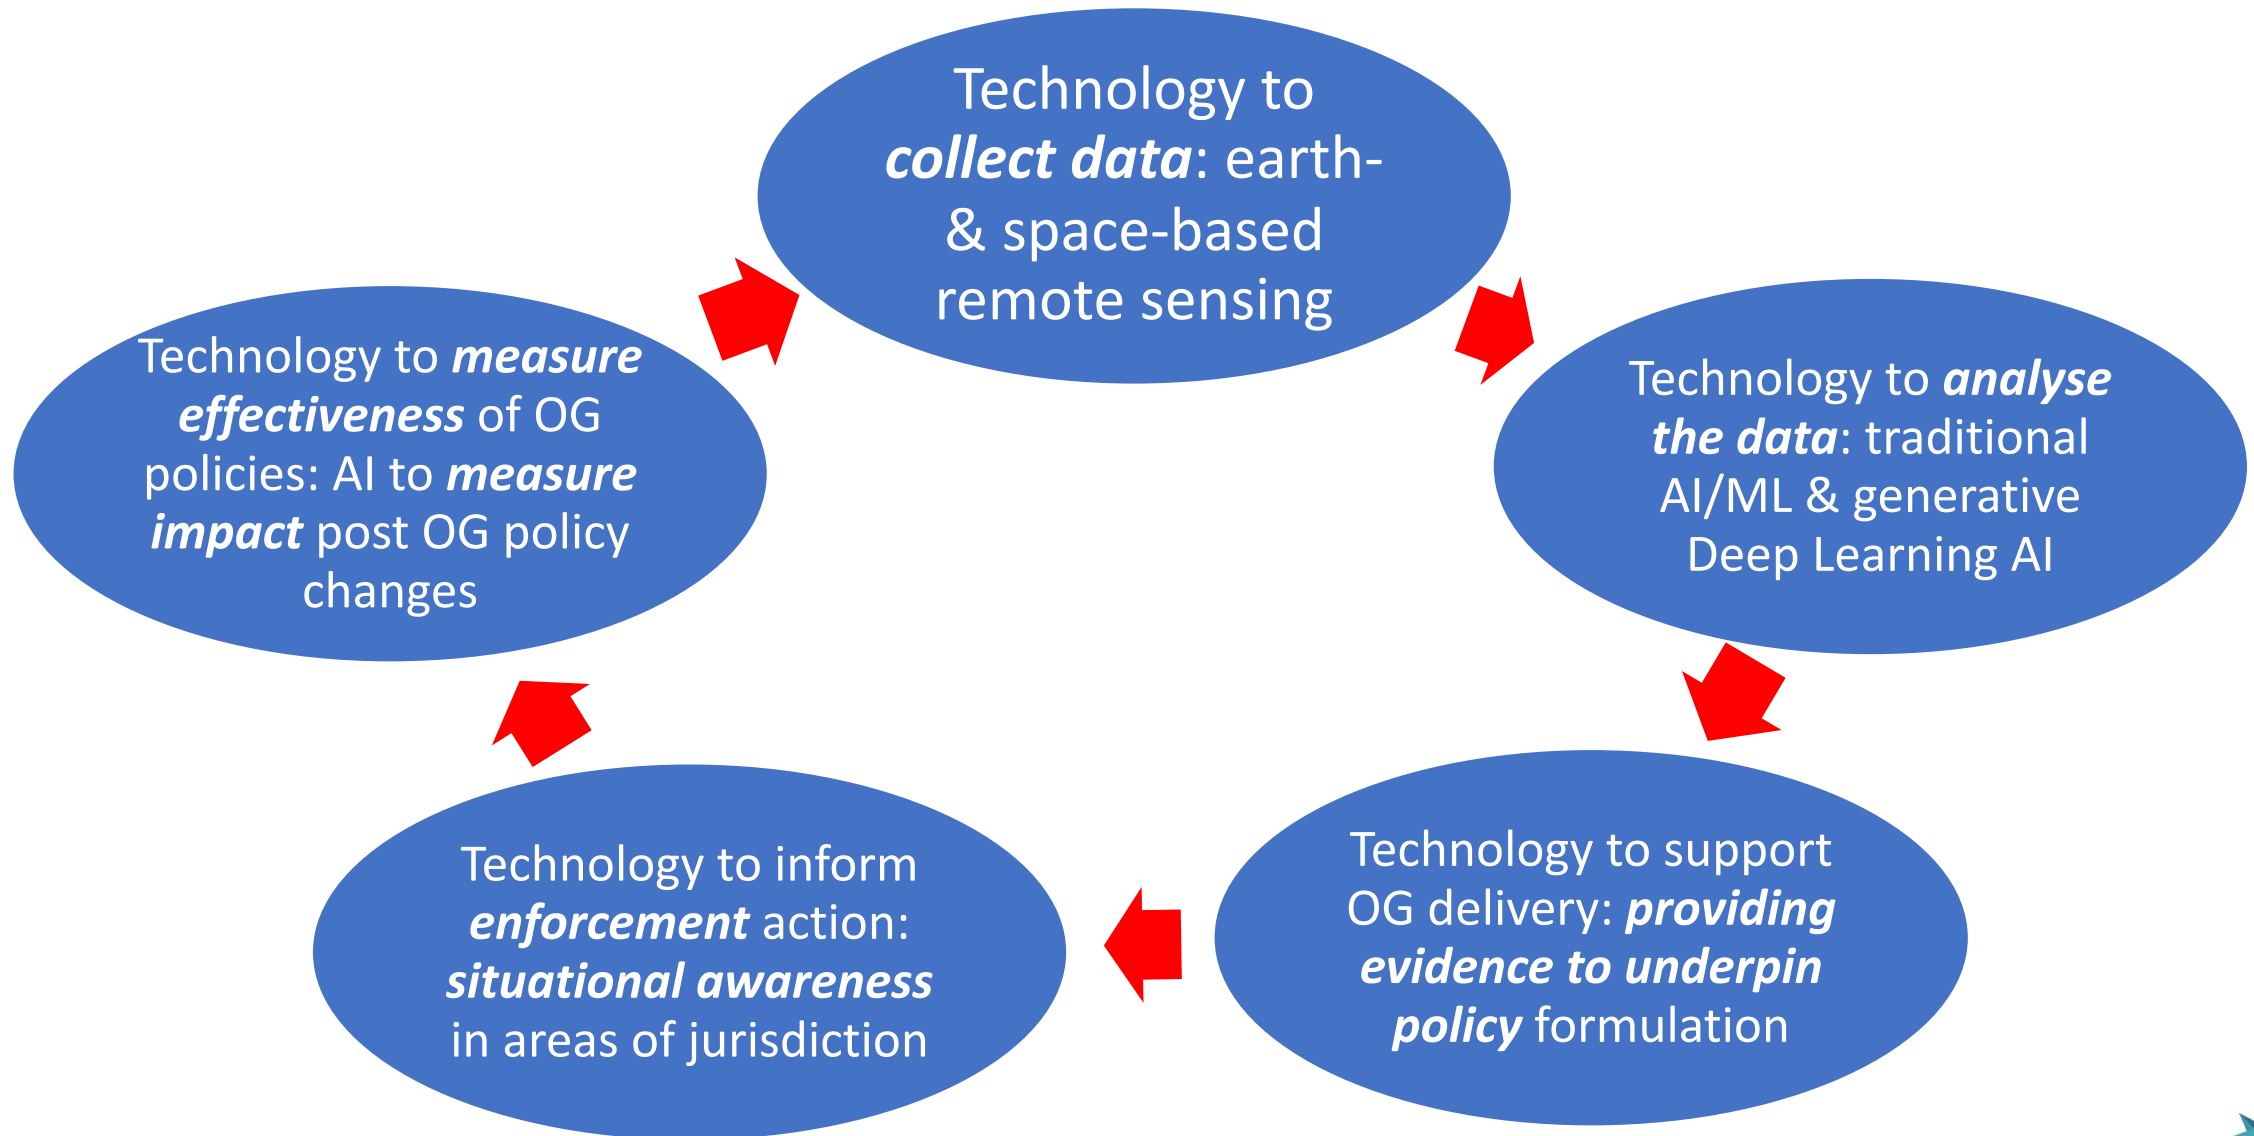 Technology to
collect data: earth-
& space-based
remote sensing
Technology to analyse
the data: traditional
AI/ML & generative
Deep Learning AI
Technology to support
OG delivery: providing
evidence to underpin
policy formulation
Technology to inform
enforcement action:
situational awareness
in areas of jurisdiction
Technology to measure
effectiveness of OG
policies: AI to measure
impact post OG policy
changes